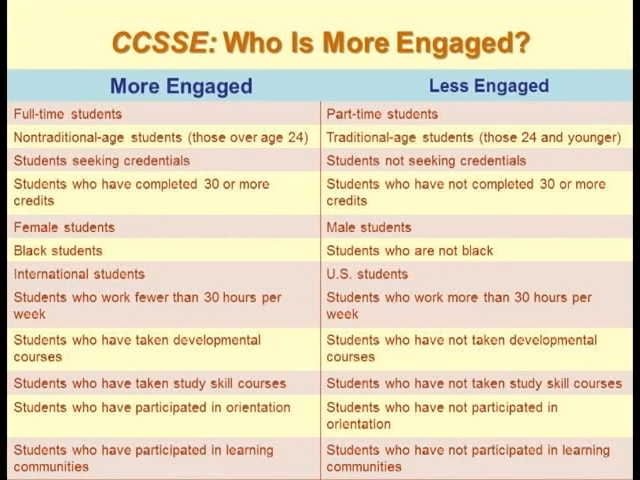 CCSSE: Who Is More Engaged?
More Engaged
Less Engaged
Full-time students
Part-time students
Nontraditional-age students (those over age 24)
Traditional-age students (those 24 and younger)
Students seeking credentials
Students not seeking credentials
Students who have completed 30 or more
credits
Students who have not completed 30 or more
credits
Female students
Male students
Black students
Students who are not black
International students
U.S. students
Students who work fewer than 30 hours per
week
Students who work more than 30 hours per
week
Students who have taken developmental
courses
Students who have not taken developmental
courses
Students who have taken study skill courses
Students who have not taken study skill courses
Students who have participated in orientation
Students who have not participated in
orientation
Students who have participated in learning
communities
Students who have not participated in learning
communities